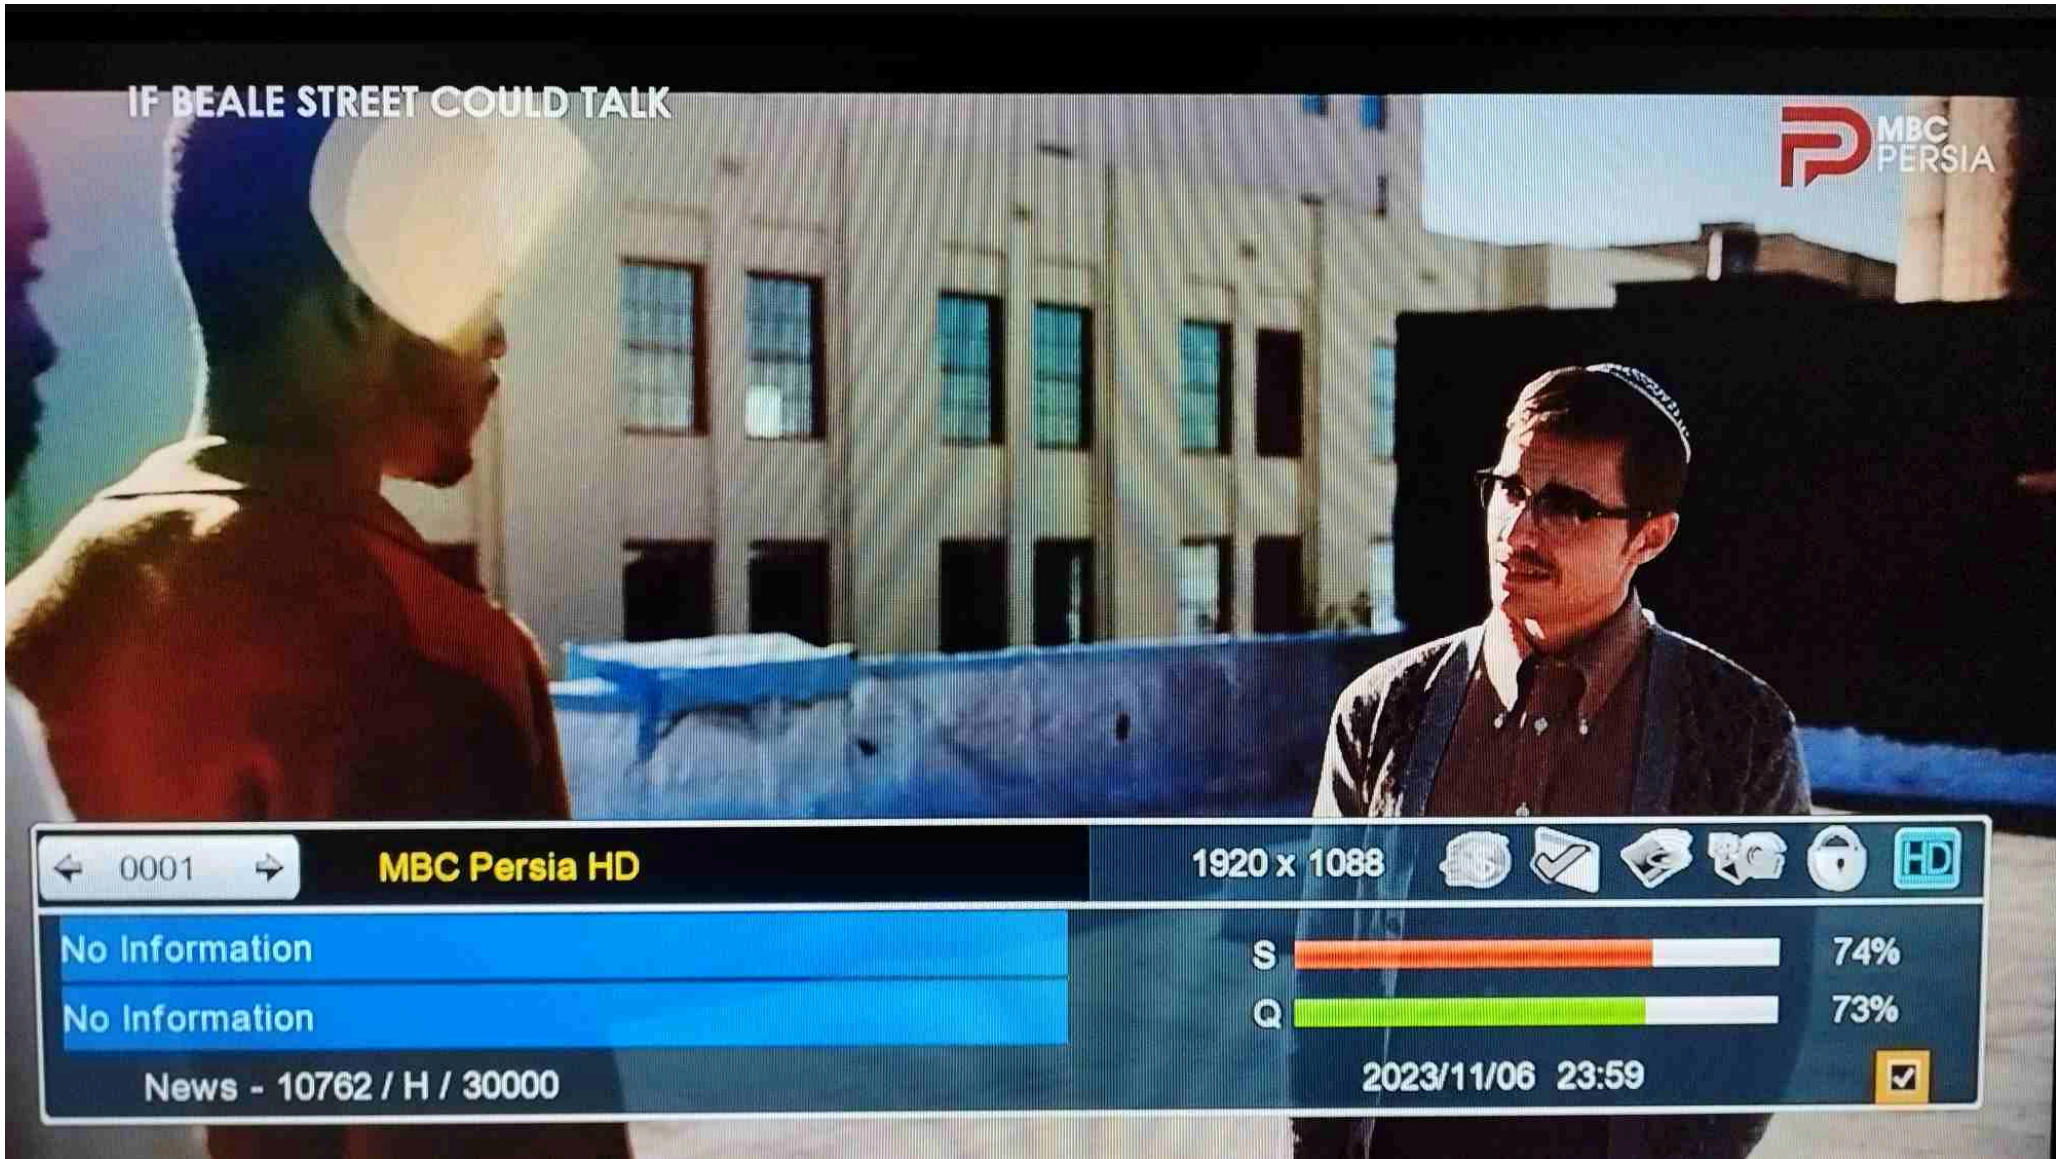 IF BEALE STREET COULD TALK
MBC
PERSIA
0001
MBC Persia HD
1920 x 1088
HD
No Information
S
74%
No Information
Q
73%
News - 10762 / H / 30000
2023/11/06 23:59